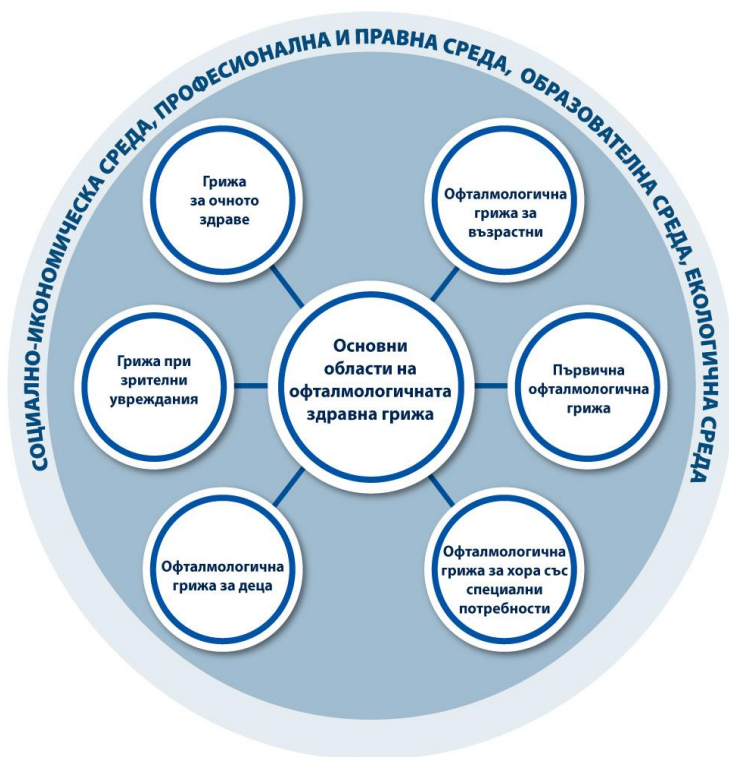 СОЦИАЛНО-ИКОНОМИЧЕСКА СРЕДА, ПРОФЕСИОНАЛНА И ПРАВНА СРЕДА, ОБРАЗОВАТЕЛНА СРЕДА, ЕКОЛОГИЧНА СРЕДА
Грижа
за очното
здраве
Офталмологична
грижа за
възрастни
Основни
области на
офталмологичната
здравна грижа
Грижа при
зрителни
увреждания
Първична
офталмологична
грижа
Офталмологична
грижа за деца
Офталмологична
грижа за хора със
специални
потребности